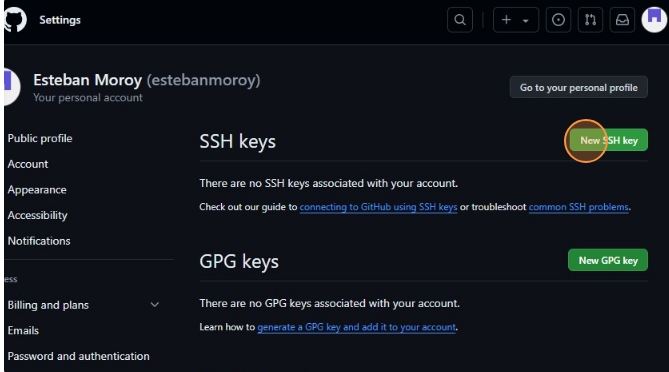 Settings
Esteban Moroy (estebanmoroy)
Your personal account
Go to your personal profile
Public profile
Account
Appearance
Accessibility
Notifications
ess
Billing and plans
Emails
Password and authentication
SSH keys
New SSH key
There are no SSH keys associated with your account.
Check out our guide to connecting to GitHub using SSH keys or troubleshoot common SSH problems.
GPG keys
New GPG key
There are no GPG keys associated with your account.
Learn how to generate a GPG key and add it to your account.